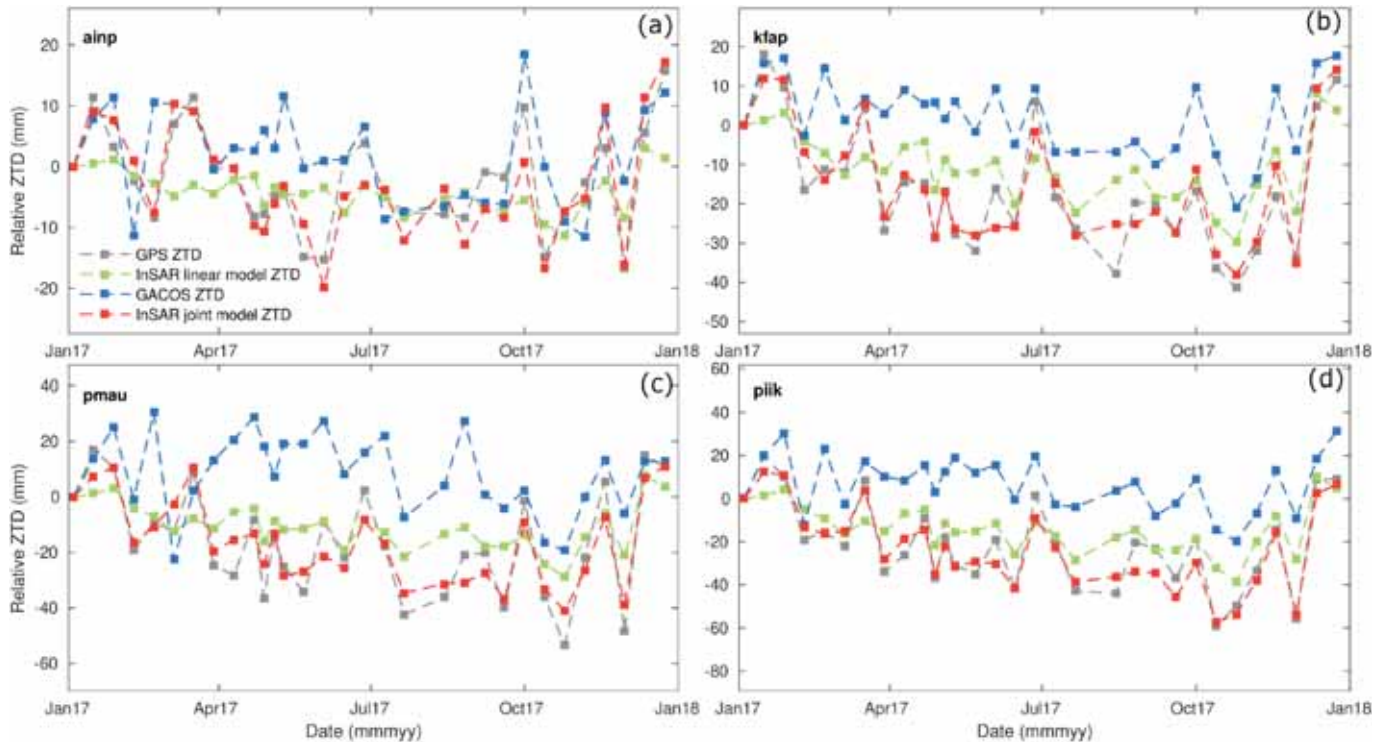 ainp
(a)
20
10
0
-10
-20
Relative ZTD (mm)
GPS ZTD
InSAR linear model ZTD
GACOS ZTD
InSAR joint model ZTD
Jan17 Apr17 Jul17 Oct17 Jan18
kfap
(b)
20
10
0
-10
-20
-30
-40
-50
Jan17 Apr17 Jul17 Oct17 Jan18
pmau
(c)
40
20
0
-20
-40
-60
Relative ZTD (mm)
Jan17 Apr17 Jul17 Oct17 Jan18
Date (mmmyy)
piik
(d)
60
40
20
0
-20
-40
-60
-80
Jan17 Apr17 Jul17 Oct17 Jan18
Date (mmmyy)